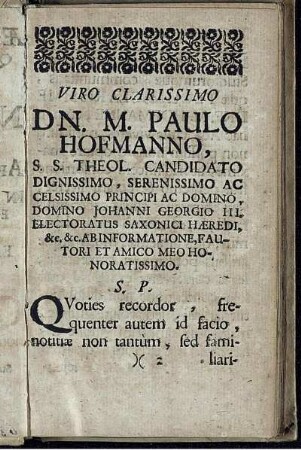 VIRO CLARISSIMO
DN. M. PAULO
HOFMANNO,
S. S. THEOL. CANDIDATO
DIGNISSIMO, SERENISSIMO AC
CELSISSIMO PRINCIPI AC DOMINO,
DOMINO JOHANNI GEORGIO III,
ELECTORATUS SAXONICI HÆREDI,
&c, &c. AB INFORMATIONE, FAU-
TORI ET AMICO MEO HO-
NORATISSIMO.
S. P.
QVoties recordor, fre-
quenter autem id facio,
notitiæ non tantùm, sed fami-
)( 2 liari-